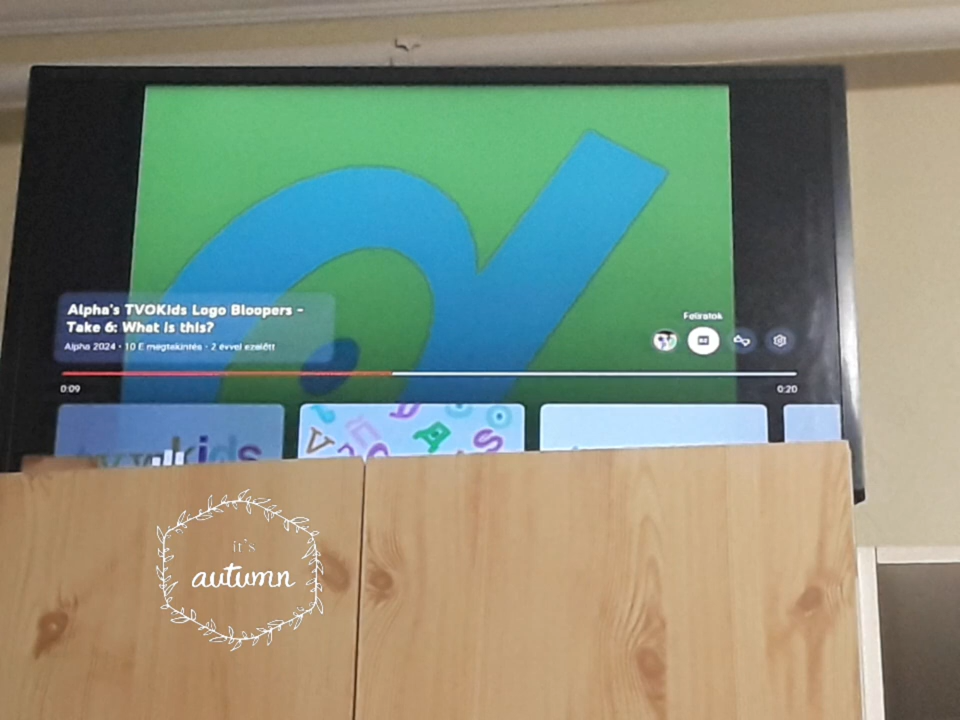 Alpha's TVOKids Logo Bloopers -
Take 6: What is this?
Alpha 2024 • 10 E megtekintés • 2 évvel ezelőtt
Feliratok
0:09
0:20
tvokids
it's
autumn